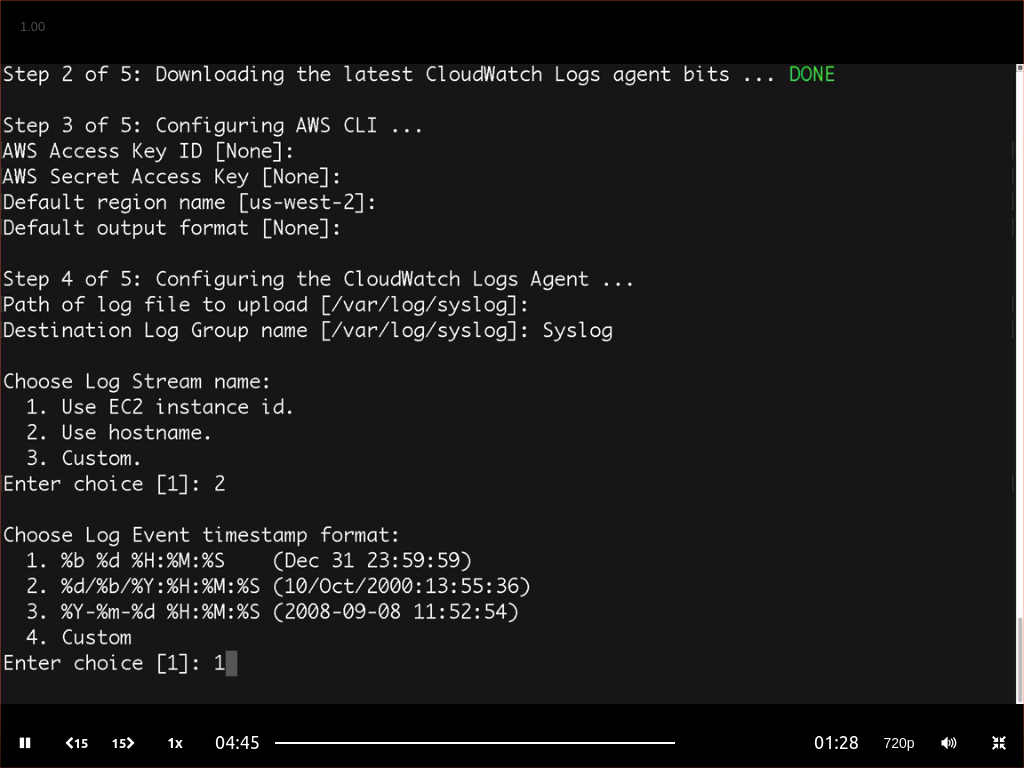 1.00
Step 2 of 5: Downloading the latest CloudWatch Logs agent bits ... DONE
Step 3 of 5: Configuring AWS CLI ...
AWS Access Key ID [None]:
AWS Secret Access Key [None]:
Default region name [us-west-2]:
Default output format [None]:
Step 4 of 5: Configuring the CloudWatch Logs Agent ...
Path of log file to upload [/var/log/syslog]:
Destination Log Group name [/var/log/syslog]: Syslog
Choose Log Stream name:
1. Use EC2 instance id.
2. Use hostname.
3. Custom.
Enter choice [1]: 2
Choose Log Event timestamp format:
1. %b %d %H:%M:%S    (Dec 31 23:59:59)
2. %d/%b/%Y:%H:%M:%S (10/Oct/2000:13:55:36)
3. %Y-%m-%d %H:%M:%S (2008-09-08 11:52:54)
4. Custom
Enter choice [1]: 1
15 15 1x 04:45 01:28 720p